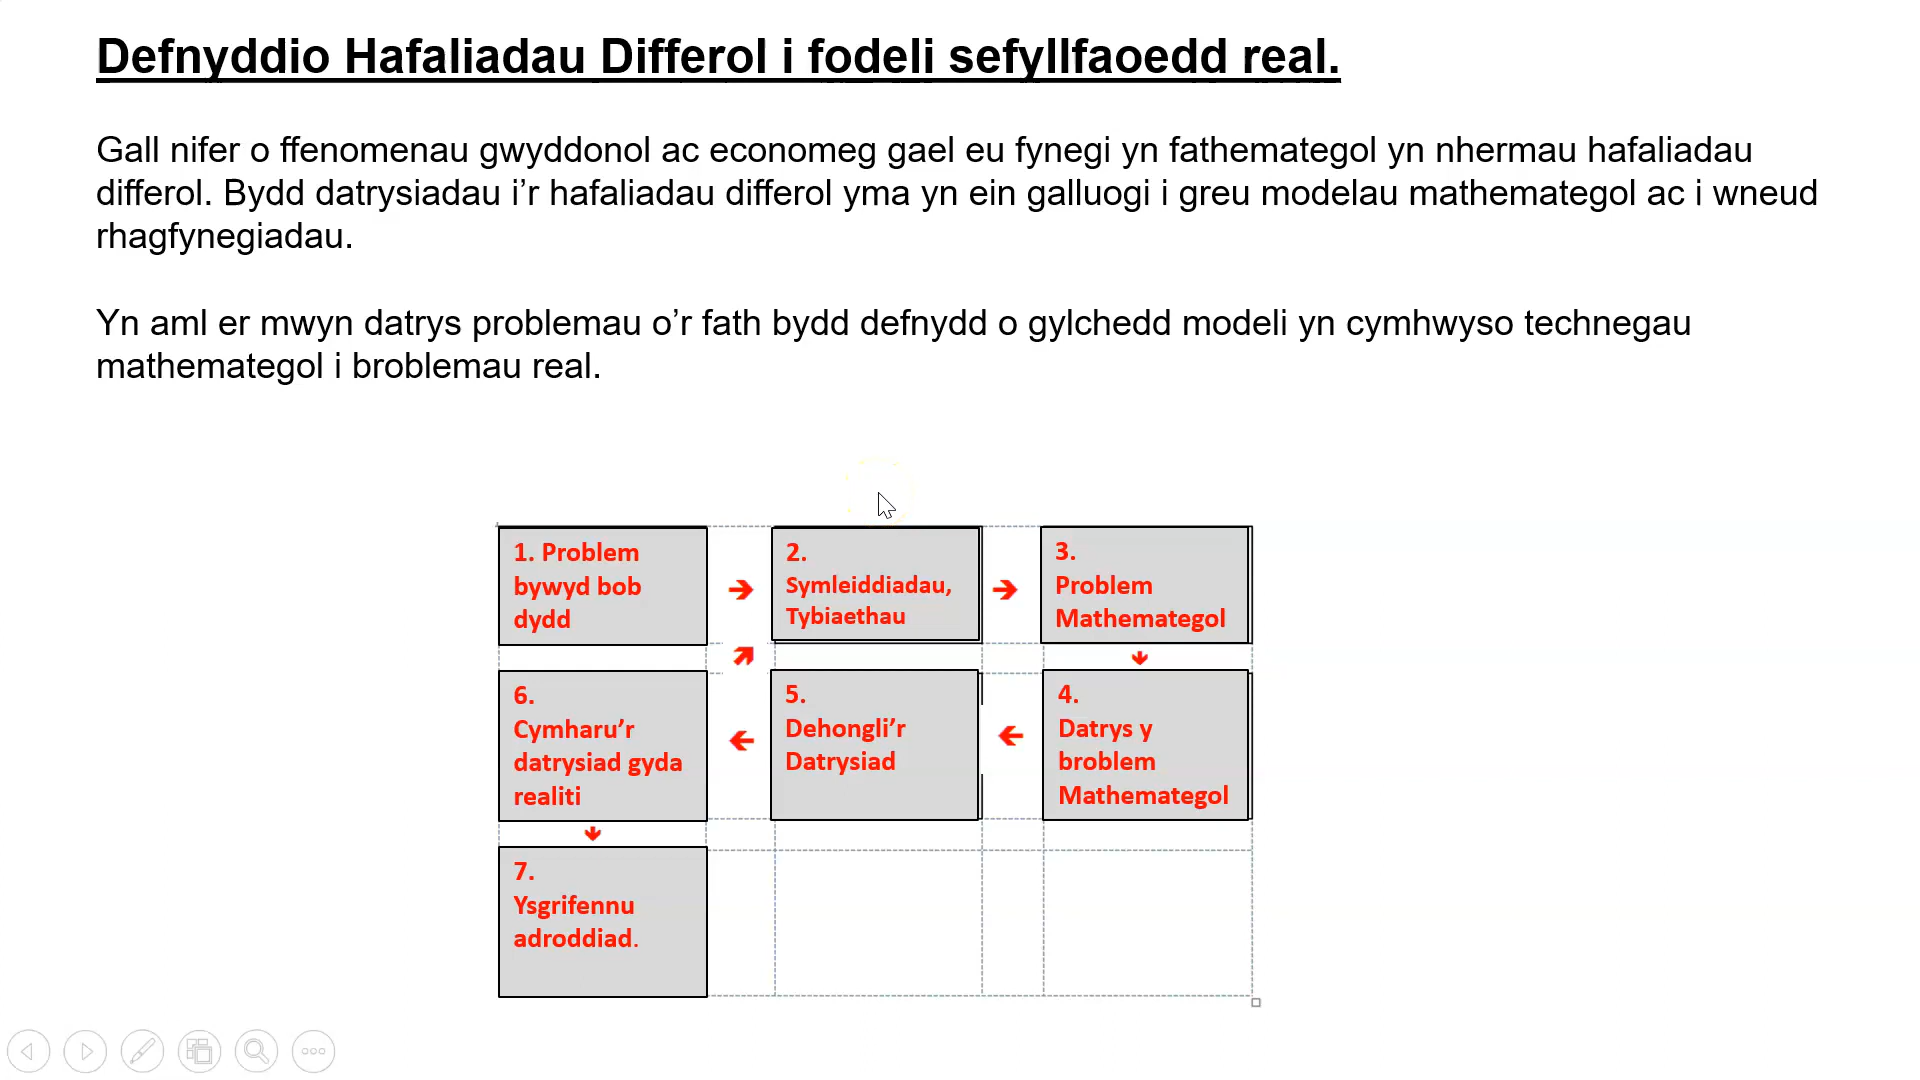 Defnyddio Hafaliadau Differol i fodeli sefyllfaoedd real.
Gall nifer o ffenomenau gwyddonol ac economeg gael eu fynegi yn fathemategol yn nhermau hafaliadau
differol. Bydd datrysiadau i’r hafaliadau differol yma yn ein galluogi i greu modelau mathemategol ac i wneud
rhagfynegiadau.
Yn aml er mwyn datrys problemau o’r fath bydd defnydd o gylchedd modeli yn cymhwyso technegau
mathemategol i broblemau real.
1. Problem
bywyd bob
dydd
2.
Symleiddiadau,
Tybiaethau
3.
Problem
Mathemategol
4.
Datrys y
broblem
Mathemategol
5.
Dehongli’r
Datrysiad
6.
Cymharu’r
datrysiad gyda
realiti
7.
Ysgrifennu
adroddiad.